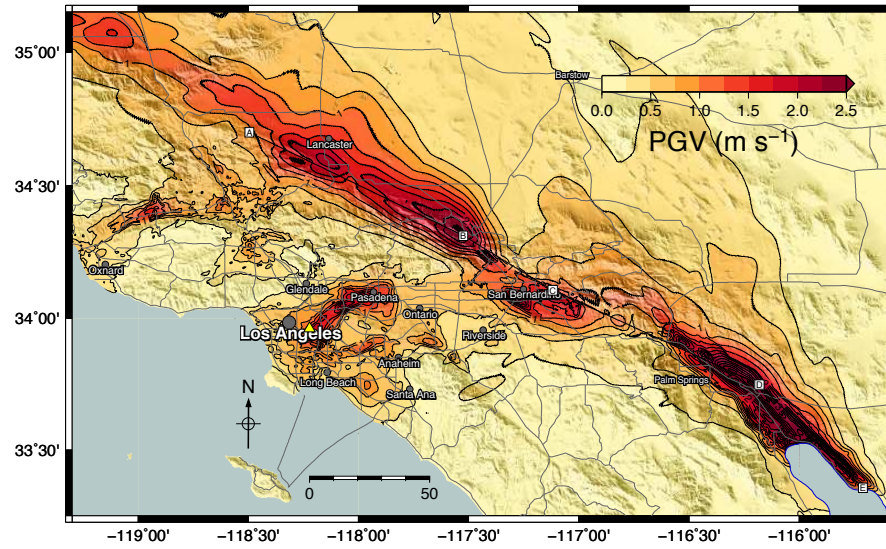 35˚00'
34˚30'
34˚00'
33˚30'
Barstow
0.0 0.5 1.0 1.5 2.0 2.5
PGV (m s⁻¹)
A
Lancaster
B
Oxnard
Glendale
Pasadena
San Bernardino
C
Ontario
Los Angeles
Riverside
Anaheim
Palm Springs
D
Long Beach
Santa Ana
N
E
0 50
−119˚00' −118˚30' −118˚00' −117˚30' −117˚00' −116˚30' −116˚00'